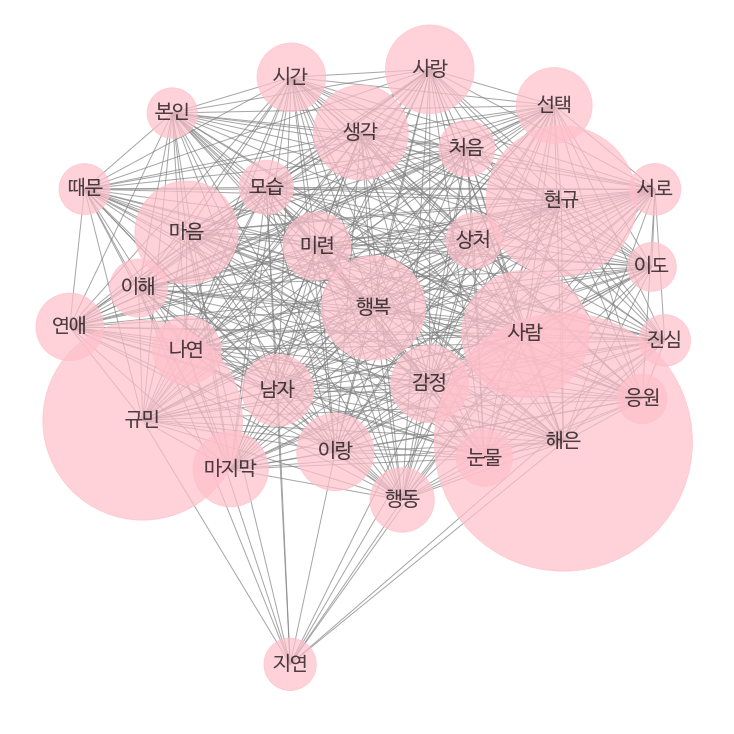 사랑
시간
선택
본인
생각
처음
때문
모습
서로
현규
마음
상처
미련
이도
이해
행복
연애
사람
진심
나연
감정
남자
응원
규민
해은
이랑
눈물
마지막
행동
지연